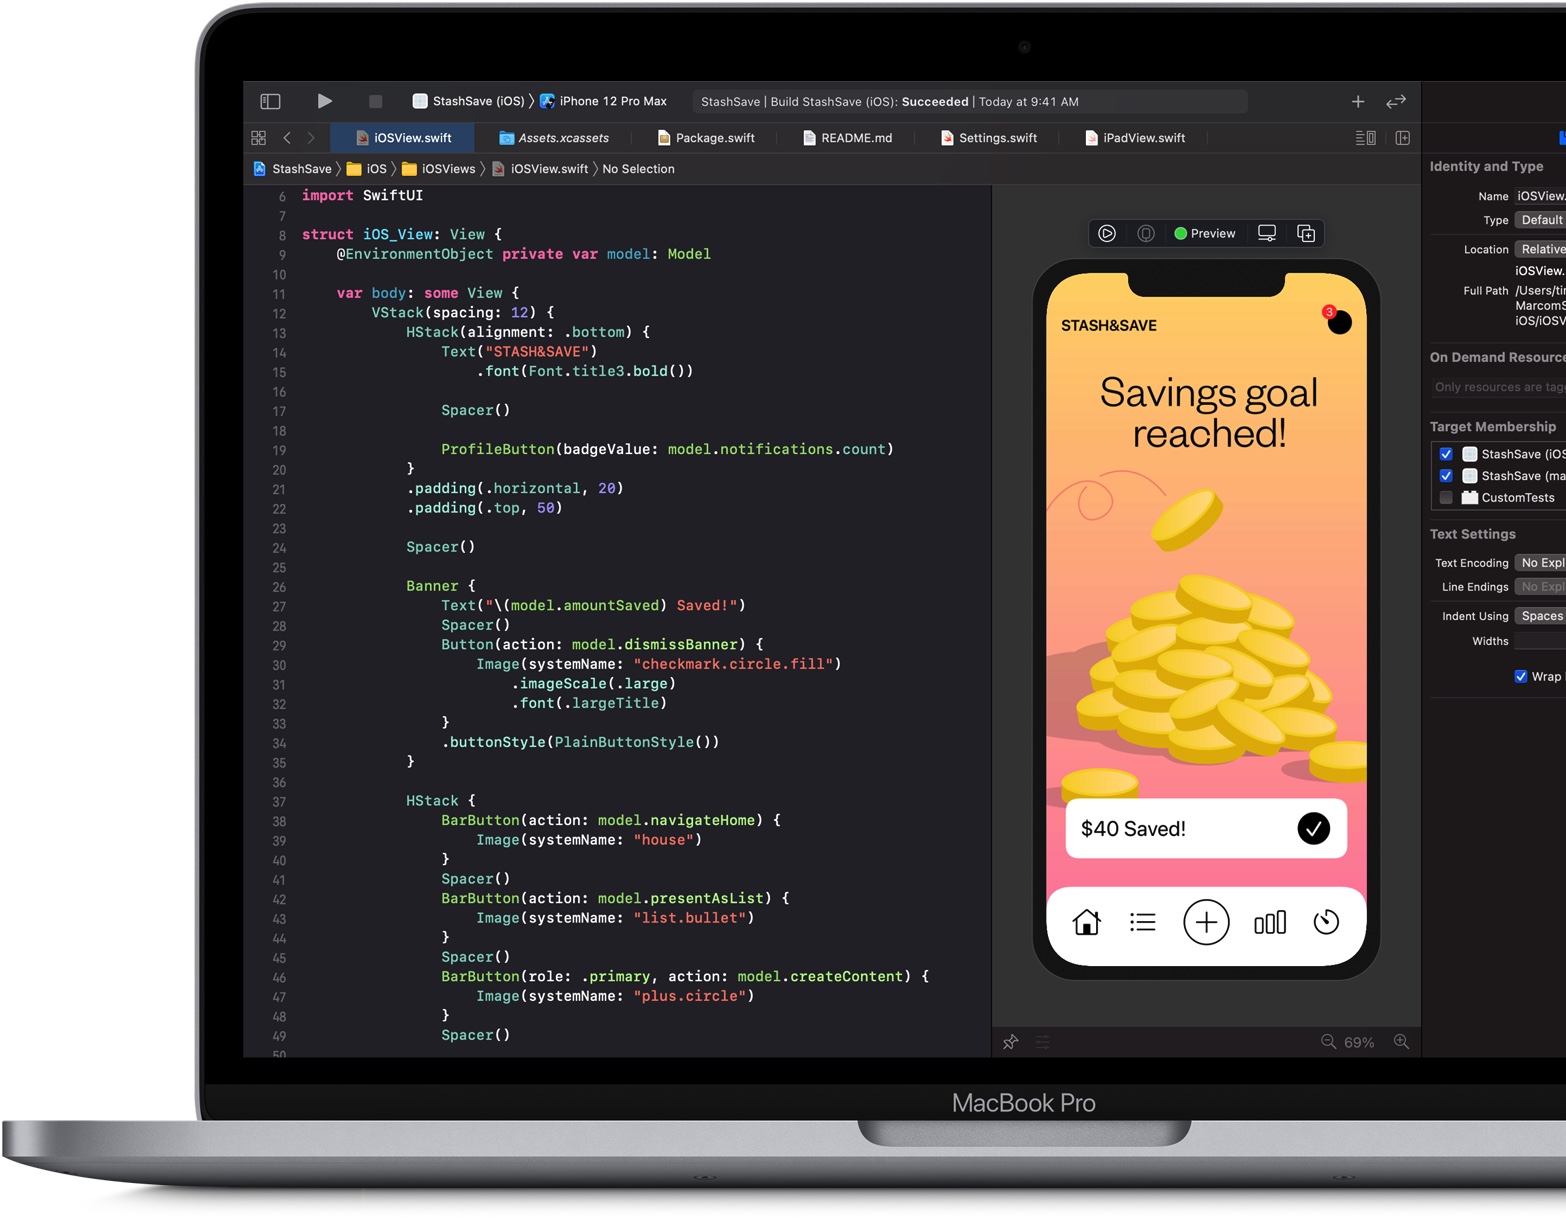 StashSave (iOS) 〉 iPhone 12 Pro Max
StashSave | Build StashSave (iOS): Succeeded | Today at 9:41 AM
iOSView.swift
Assets.xcassets
Package.swift
README.md
Settings.swift
iPadView.swift
StashSave 〉 iOS 〉 iOSViews 〉 iOSView.swift 〉 No Selection
6 import SwiftUI
7
8 struct iOS_View: View {
9 @EnvironmentObject private var model: Model
10
11 var body: some View {
12 VStack(spacing: 12) {
13 HStack(alignment: .bottom) {
14 Text("STASH&SAVE")
15 .font(Font.title3.bold())
16
17 Spacer()
18
19 ProfileButton(badgeValue: model.notifications.count)
20 }
21 .padding(.horizontal, 20)
22 .padding(.top, 50)
23
24 Spacer()
25
26 Banner {
27 Text("\(model.amountSaved) Saved!")
28 Spacer()
29 Button(action: model.dismissBanner) {
30 Image(systemName: "checkmark.circle.fill")
31 .imageScale(.large)
32 .font(.largeTitle)
33 }
34 .buttonStyle(PlainButtonStyle())
35 }
36
37 HStack {
38 BarButton(action: model.navigateHome) {
39 Image(systemName: "house")
40 }
41 Spacer()
42 BarButton(action: model.presentAsList) {
43 Image(systemName: "list.bullet")
44 }
45 Spacer()
46 BarButton(role: .primary, action: model.createContent) {
47 Image(systemName: "plus.circle")
48 }
49 Spacer()
50
Preview
STASH&SAVE
3
Savings goal
reached!
$40 Saved!
69%
Identity and Type
Name iOSView.
Type Default
Location Relative
iOSView.
Full Path /Users/tin
MarcomS
iOS/iOSV
On Demand Resource
Only resources are tag
Target Membership
StashSave (iOS
StashSave (ma
CustomTests
Text Settings
Text Encoding No Expl
Line Endings No Expl
Indent Using Spaces
Widths
Wrap
MacBook Pro